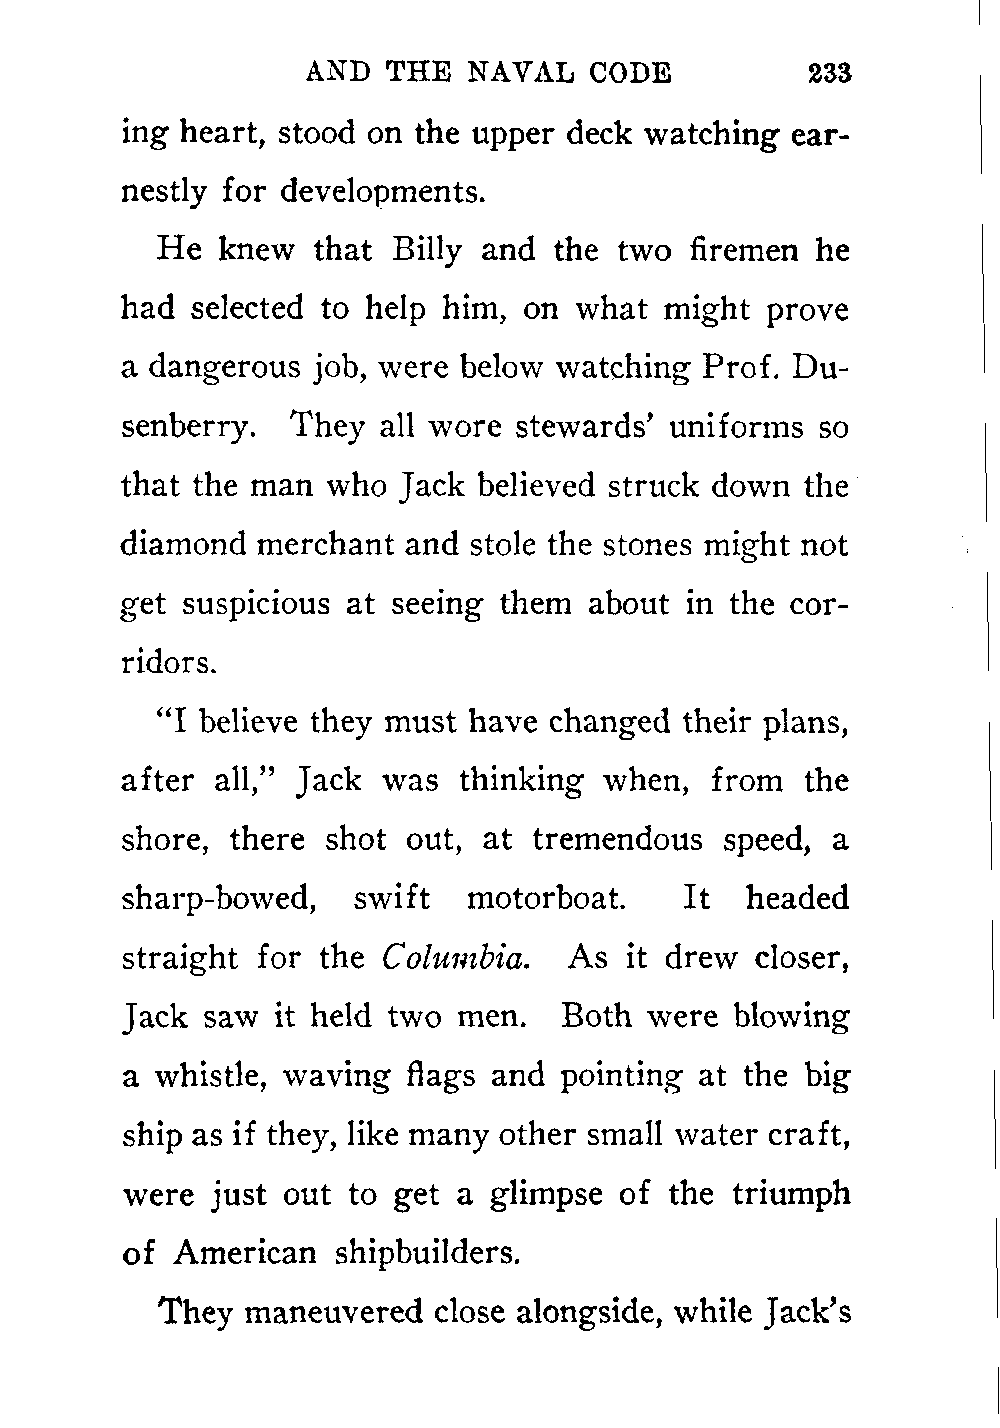 AND THE NAVAL CODE 233
ing heart, stood on the upper deck watching ear-
nestly for developments.
He knew that Billy and the two firemen he
had selected to help him, on what might prove
a dangerous job, were below watching Prof. Du-
senberry. They all wore stewards' uniforms so
that the man who Jack believed struck down the
diamond merchant and stole the stones might not
get suspicious at seeing them about in the cor-
ridors.
“I believe they must have changed their plans,
after all,” Jack was thinking when, from the
shore, there shot out, at tremendous speed, a
sharp-bowed, swift motorboat. It headed
straight for the Columbia. As it drew closer,
Jack saw it held two men. Both were blowing
a whistle, waving flags and pointing at the big
ship as if they, like many other small water craft,
were just out to get a glimpse of the triumph
of American shipbuilders.
They maneuvered close alongside, while Jack's